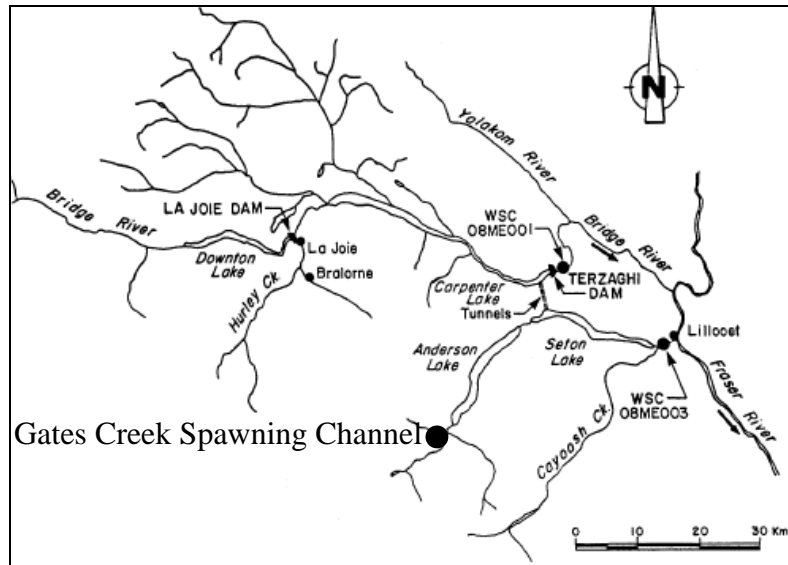 N
Yalakom River
Bridge River
LA JOIE DAM
WSC
08ME001
Bridge River
La Joie
Downton
Lake
Bralorne
TERZAGHI
DAM
Hurley Ck.
Carpenter
Lake
Tunnels
Lillooet
Anderson
Lake
Seton
Lake
WSC
08ME003
Fraser River
Gates Creek Spawning Channel
Cayoosh Ck.
0 10 20 30 Km